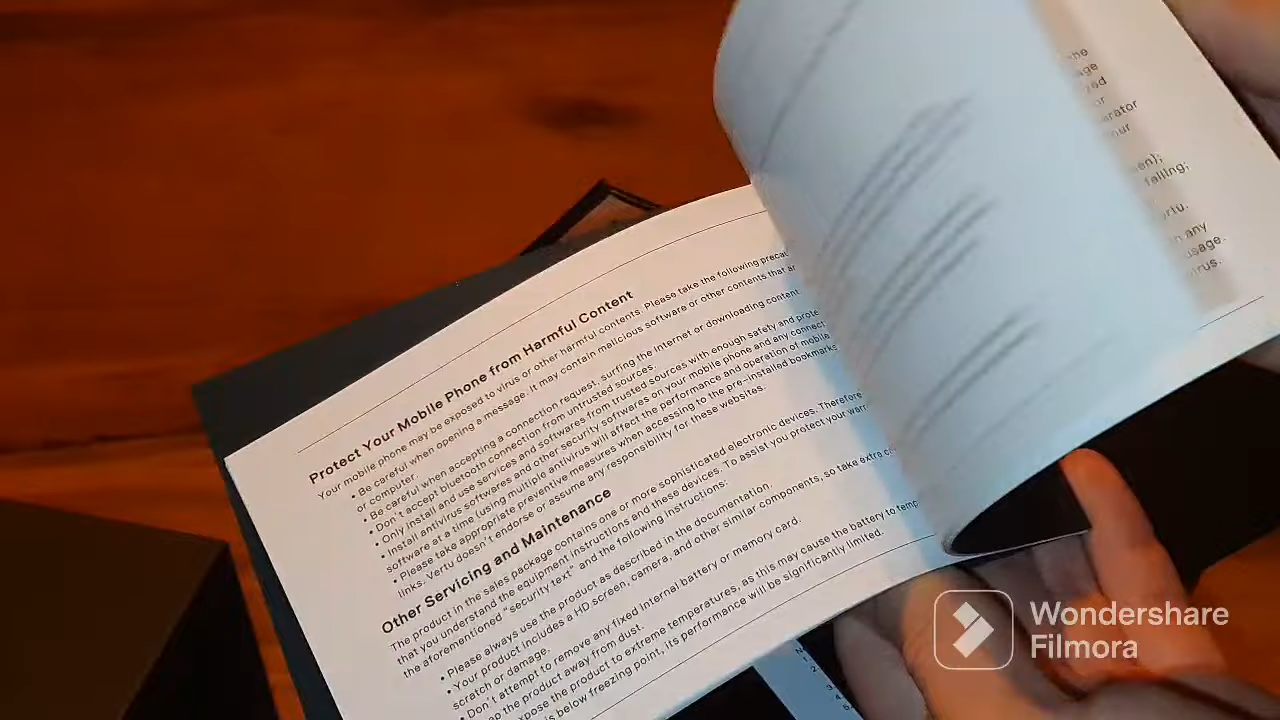 Protect Your Mobile Phone from Harmful Content
Your mobile phone may be exposed to virus or other harmful contents. Please take the following
• Be careful when opening a message. It may contain malicious software or other contents that
or computer.
• Be careful when accepting a connection request, surfing the internet or downloading content
• Don't accept bluetooth connection from untrusted sources.
• Only install and use services and softwares from trusted sources with enough safety and
• Install antivirus softwares and other security softwares on your mobile phone and any
software at a time. using multiple antivirus will affect the performance and operation of mobile
• Please take appropriate preventive measures when accessing to the pre-installed bookmarks
links. Vertu doesn't endorse or assume any responsibility for these websites.
Other Servicing and Maintenance
The product in the sales package contains one or more sophisticated electronic devices. Therefore
that you understand the equipment instructions and these devices. To assist you protect your
the aforementioned "security text" and the following instructions:
• Please always use the product as described in the documentation.
• Your product includes a HD screen, camera, and other similar components, so take extra
scratch or damage.
• Don't attempt to remove any fixed internal battery or memory card.
the product away from dust.
the product to extreme temperatures, as this may cause the battery to
is below freezing point, its performance will be significantly limited.
falling;
any
usage.
Wondershare
Filmora